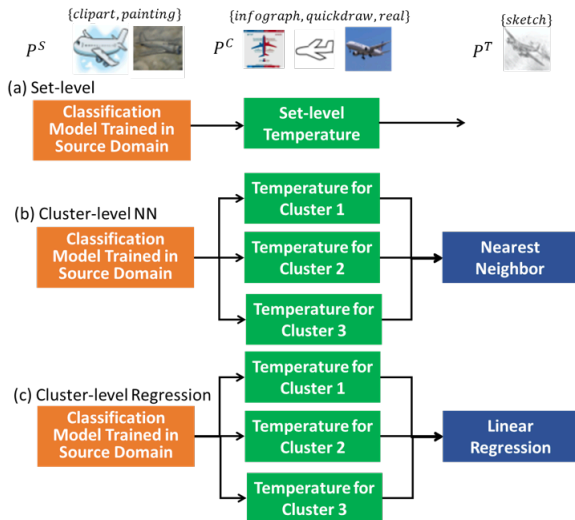 {clipart, painting}
{infograph, quickdraw, real}
{sketch}
P^S
P^C
P^T
(a) Set-level
Classification
Model Trained in
Source Domain
Set-level
Temperature
(b) Cluster-level NN
Classification
Model Trained in
Source Domain
Temperature for
Cluster 1
Temperature for
Cluster 2
Temperature for
Cluster 3
Nearest
Neighbor
(c) Cluster-level Regression
Classification
Model Trained in
Source Domain
Temperature for
Cluster 1
Temperature for
Cluster 2
Temperature for
Cluster 3
Linear
Regression